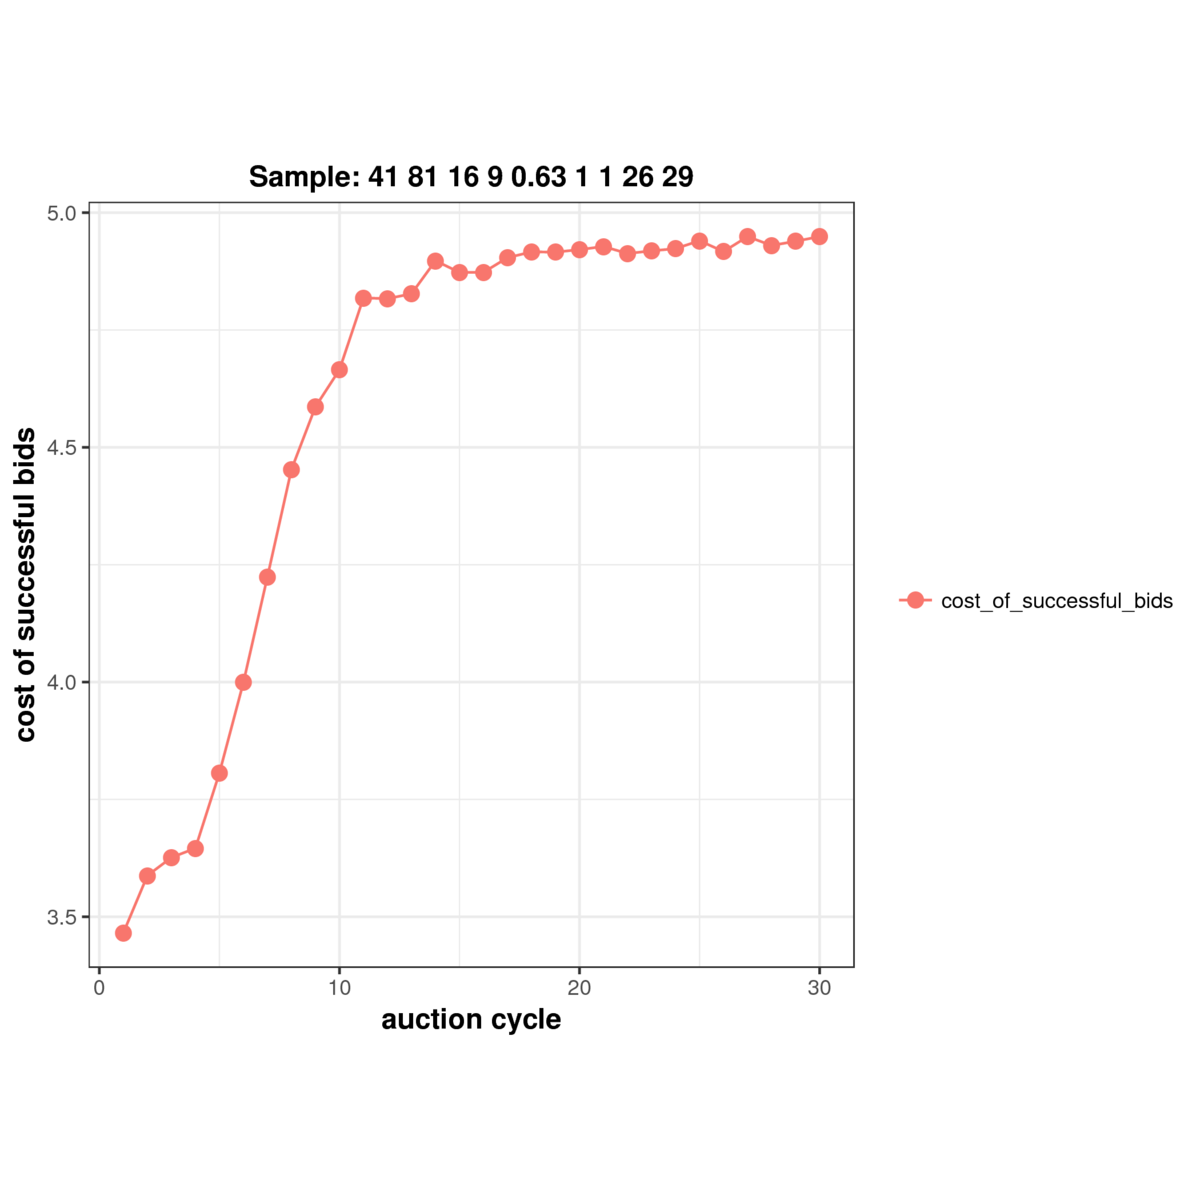 Sample: 41 81 16 9 0.63 1 1 26 29
5.0
4.5
4.0
3.5
cost of successful bids
0 10 20 30
auction cycle
cost_of_successful_bids